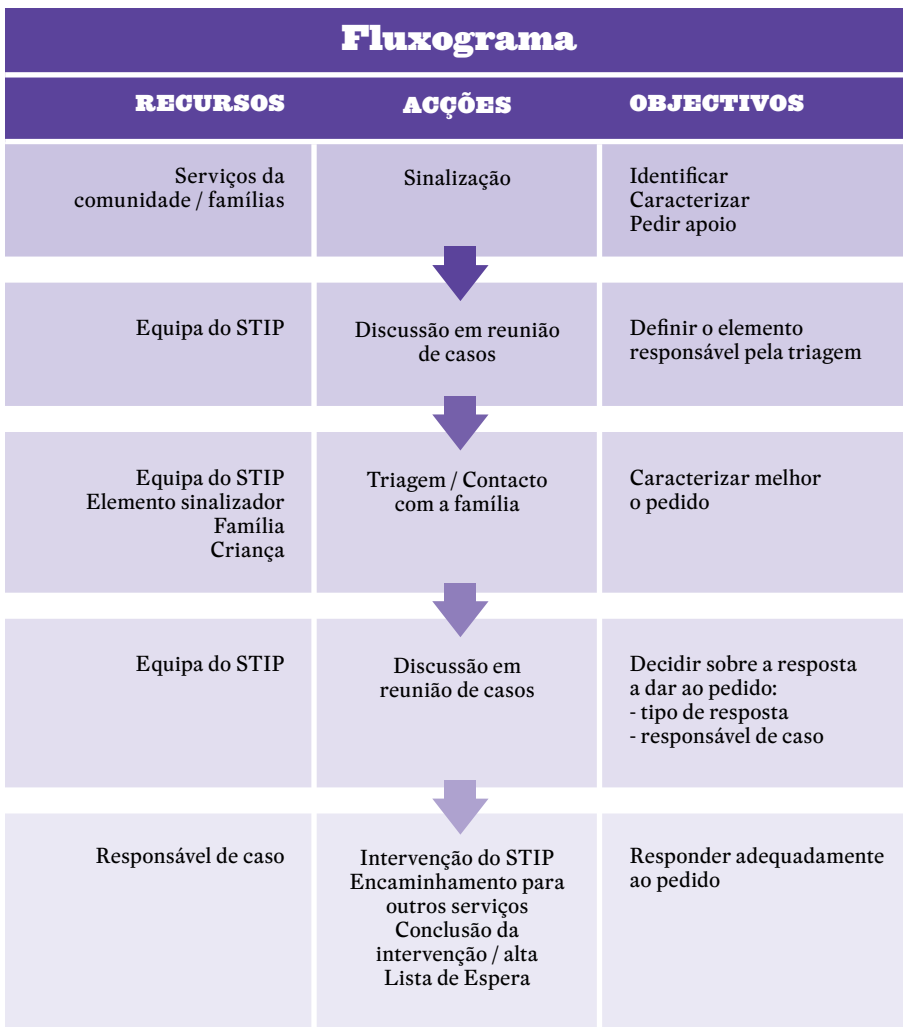 Fluxograma
RECURSOS
ACÇÕES
OBJECTIVOS
Serviços da
comunidade / famílias
Sinalização
Identificar
Caracterizar
Pedir apoio
Equipa do STIP
Discussão em reunião
de casos
Definir o elemento
responsável pela triagem
Equipa do STIP
Elemento sinalizador
Família
Criança
Triagem / Contacto
com a família
Caracterizar melhor
o pedido
Equipa do STIP
Discussão em
reunião de casos
Decidir sobre a resposta
a dar ao pedido:
- tipo de resposta
- responsável de caso
Responsável de caso
Intervenção do STIP
Encaminhamento para
outros serviços
Conclusão da
intervenção / alta
Lista de Espera
Responder adequadamente
ao pedido